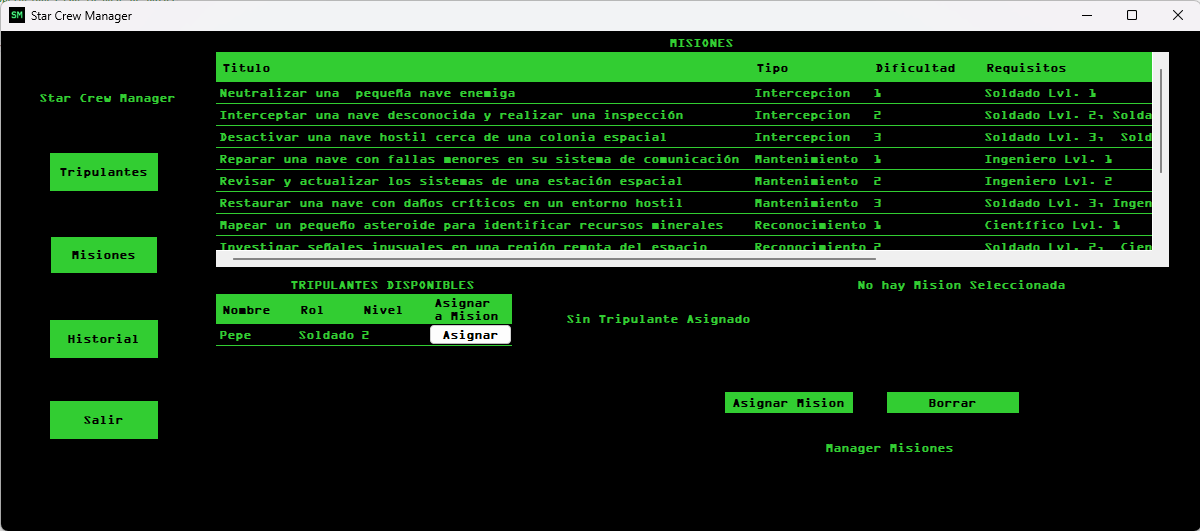 SM Star Crew Manager
MISIONES
Titulo Tipo Dificultad Requisitos
Neutralizar una  pequeña nave enemiga Intercepcion 1 Soldado Lvl. 1
Interceptar una nave desconocida y realizar una inspección Intercepcion 2 Soldado Lvl. 2, Solda
Desactivar una nave hostil cerca de una colonia espacial Intercepcion 3 Soldado Lvl. 3,  Sold
Reparar una nave con fallas menores en su sistema de comunicación Mantenimiento 1 Ingeniero Lvl. 1
Revisar y actualizar los sistemas de una estación espacial Mantenimiento 2 Ingeniero Lvl. 2
Restaurar una nave con daños críticos en un entorno hostil Mantenimiento 3 Soldado Lvl. 3, Ingen
Mapear un pequeño asteroide para identificar recursos minerales Reconocimiento 1 Científico Lvl. 1
Investigar señales inusuales en una región remota del espacio Reconocimiento 2 Soldado Lvl. 2,  Cien
Star Crew Manager
Tripulantes
Misiones
Historial
Salir
TRIPULANTES DISPONIBLES
Nombre Rol Nivel Asignar
a Mision
Pepe Soldado 2 Asignar
Sin Tripulante Asignado
No hay Mision Seleccionada
Asignar Mision Borrar
Manager Misiones